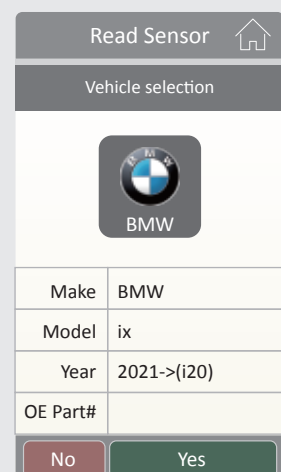 Read Sensor
Vehicle selection
BMW
BMW
Make BMW
Model ix
Year 2021->(i20)
OE Part#
No Yes